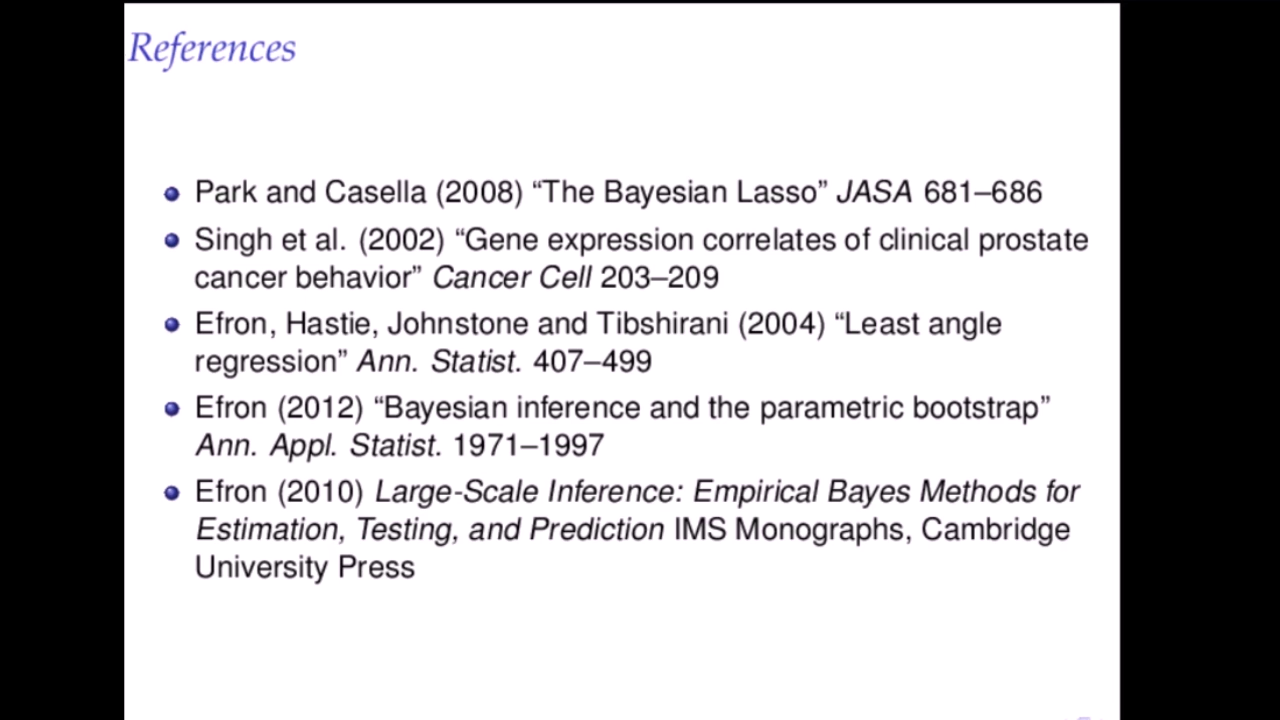 References
Park and Casella (2008) “The Bayesian Lasso” JASA 681–686
Singh et al. (2002) “Gene expression correlates of clinical prostate
cancer behavior” Cancer Cell 203–209
Efron, Hastie, Johnstone and Tibshirani (2004) “Least angle
regression” Ann. Statist. 407–499
Efron (2012) “Bayesian inference and the parametric bootstrap”
Ann. Appl. Statist. 1971–1997
Efron (2010) Large-Scale Inference: Empirical Bayes Methods for
Estimation, Testing, and Prediction IMS Monographs, Cambridge
University Press